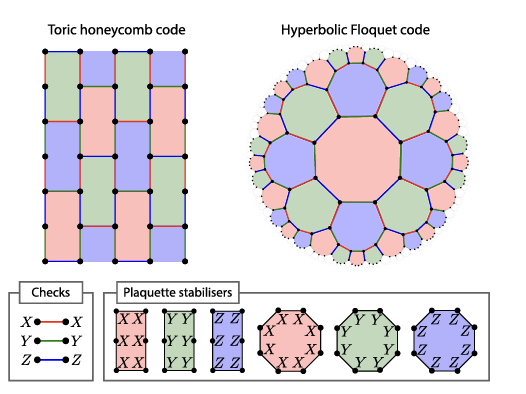 Toric honeycomb code
Hyperbolic Floquet code
Checks
Plaquette stabilisers
X X
Y Y
Z Z
X X
X X
X X
Y Y
Y Y
Y Y
Z Z
Z Z
Z Z
X X
X X
X X
X X
Y Y
Y Y
Y Y
Y Y
Z Z
Z Z
Z Z
Z Z